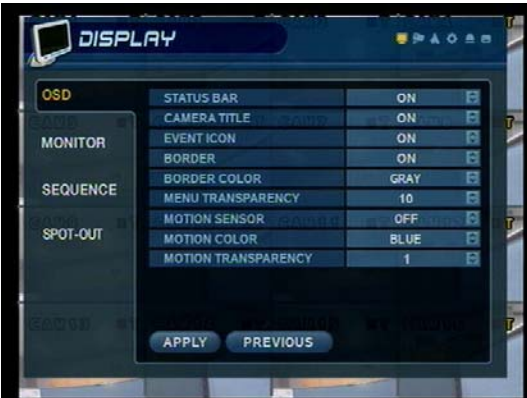 DISPLAY
OSD
MONITOR
SEQUENCE
SPOT-OUT
STATUS BAR ON
CAMERA TITLE ON
EVENT ICON ON
BORDER ON
BORDER COLOR GRAY
MENU TRANSPARENCY 10
MOTION SENSOR OFF
MOTION COLOR BLUE
MOTION TRANSPARENCY 1
APPLY PREVIOUS